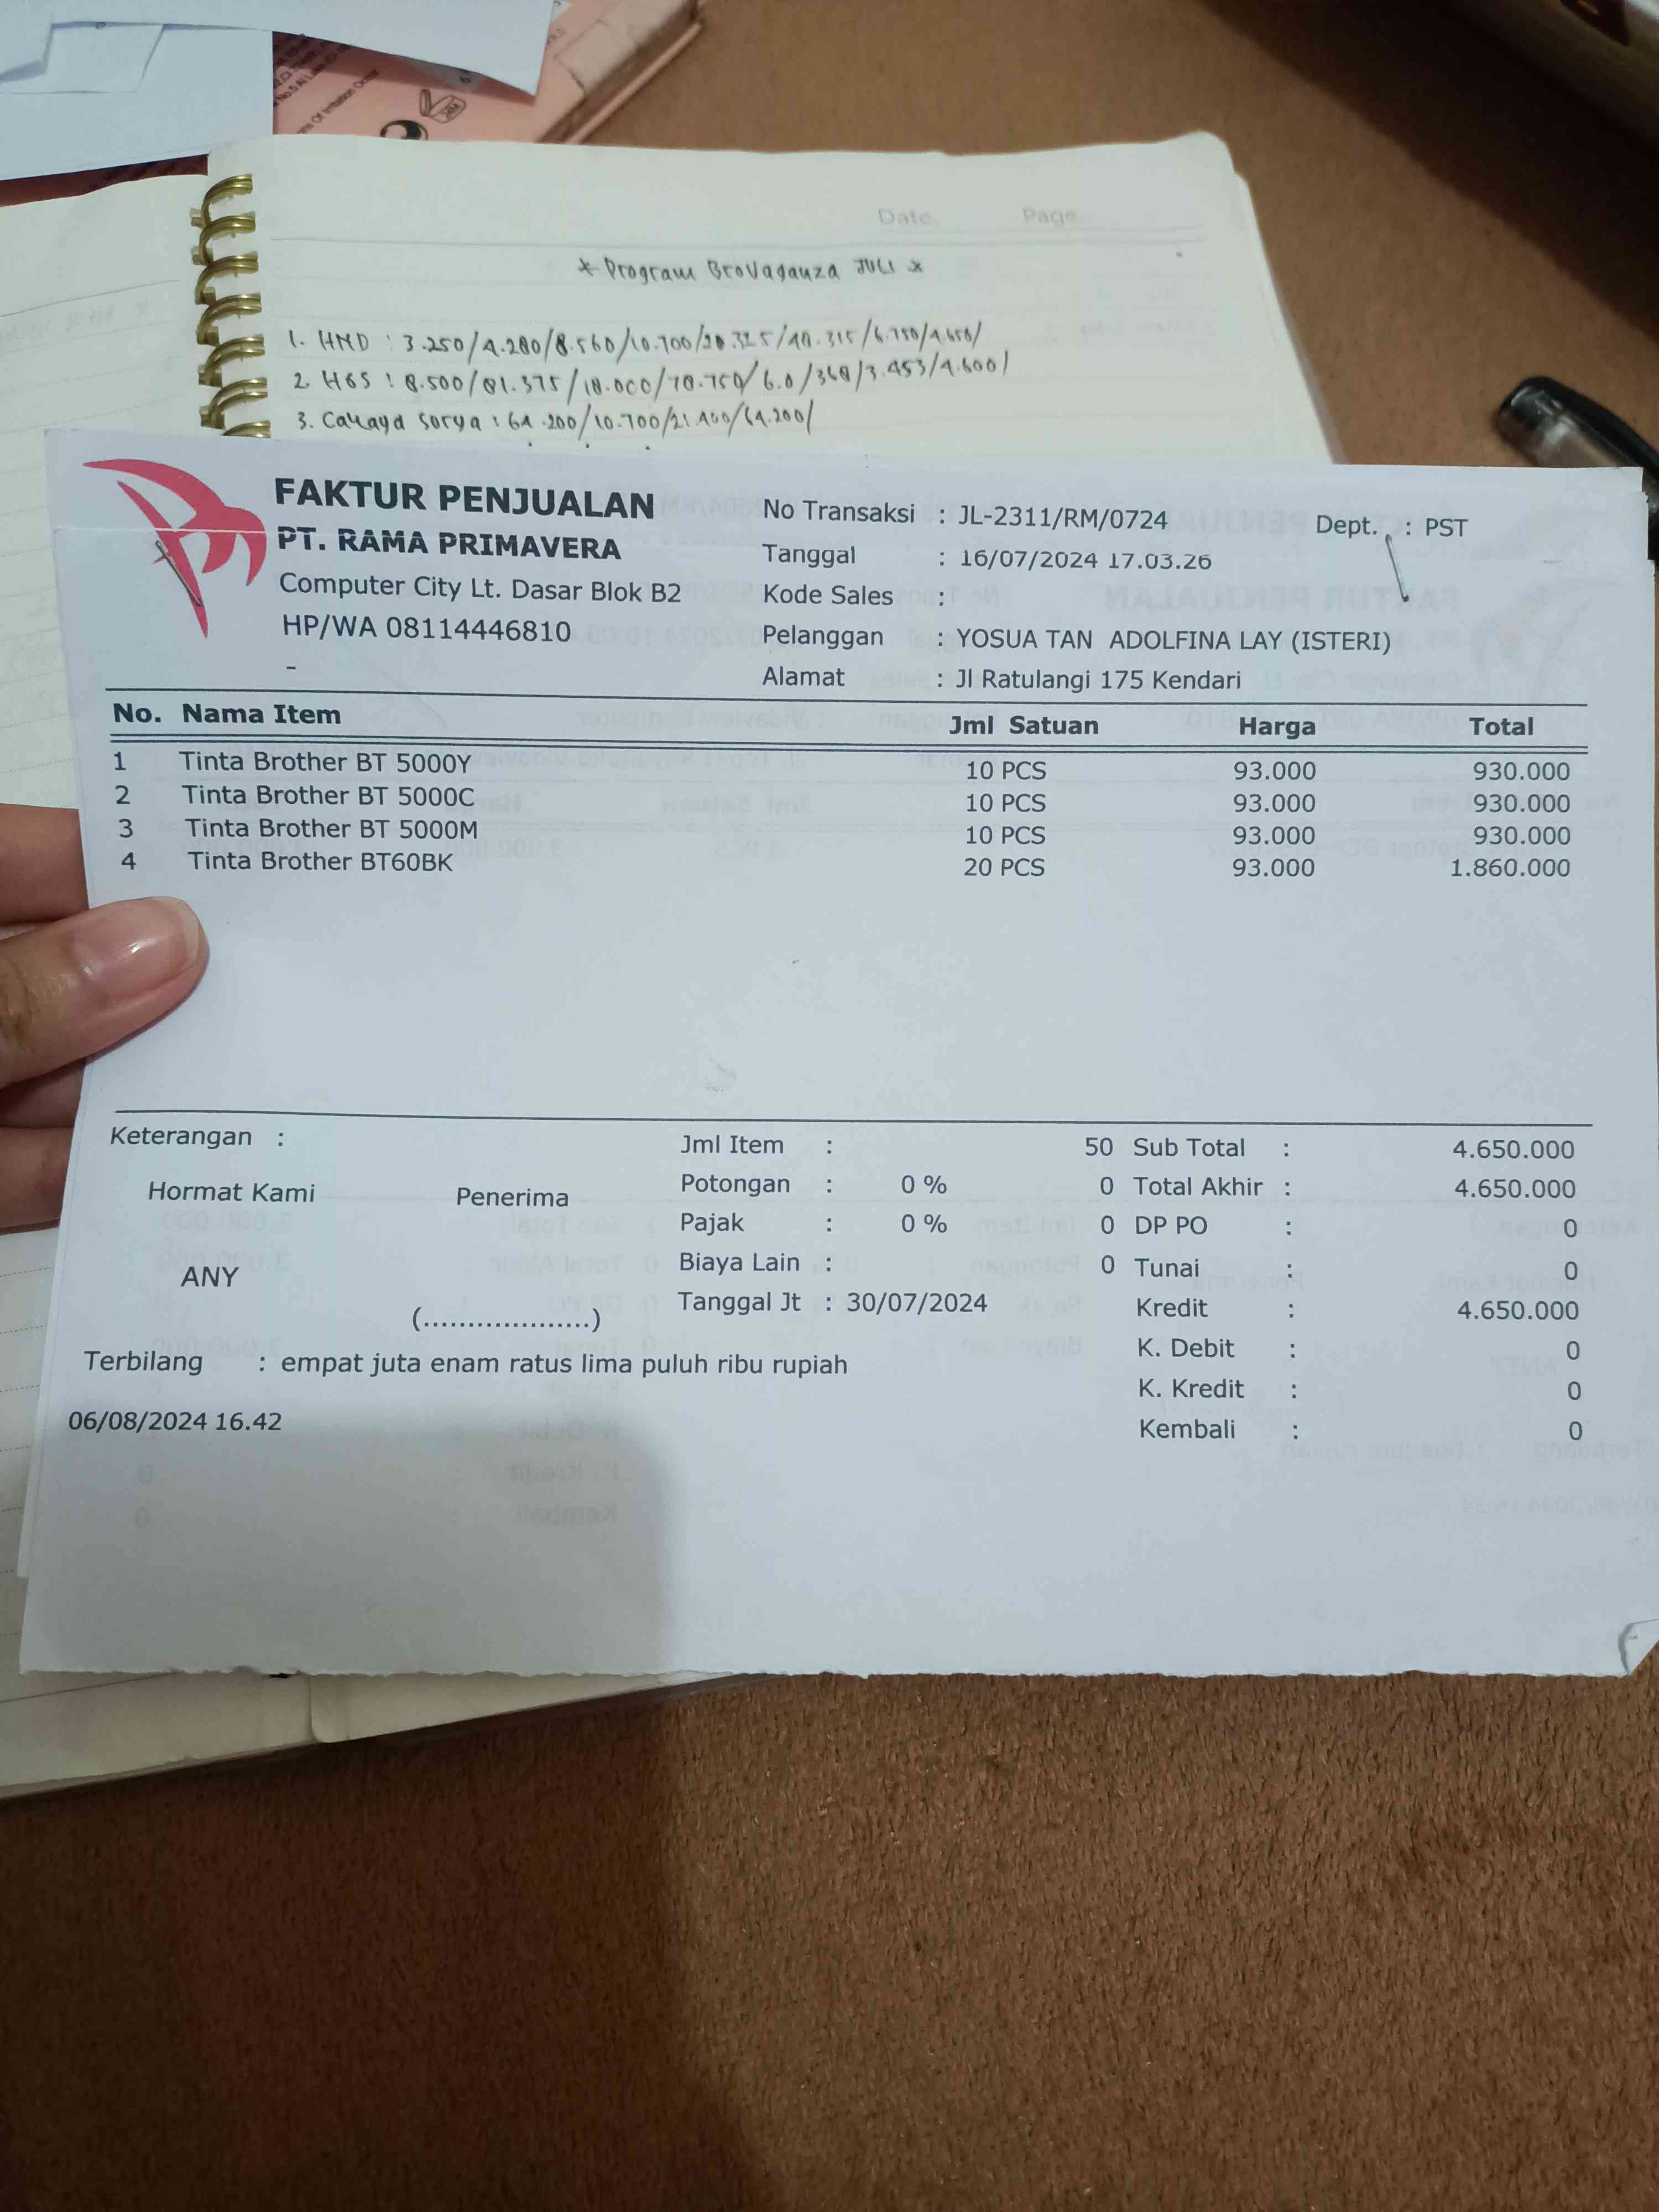 Date. Page.
* Program Brovaganza JULI *
1. HMD : 3.250/4.280/8.560/10.700/20.325/40.315/6.750/4.650/
2. HGS : 8.500/81.375/18.000/70.750/6.0/368/3.453/4.600/
3. Cahaya Sorya : 64.200/10.700/21.400/64.200/
FAKTUR PENJUALAN
PT. RAMA PRIMAVERA
Computer City Lt. Dasar Blok B2
HP/WA 08114446810
-
No Transaksi : JL-2311/RM/0724 Dept. : PST
Tanggal : 16/07/2024 17.03.26
Kode Sales :
Pelanggan : YOSUA TAN ADOLFINA LAY (ISTERI)
Alamat : Jl Ratulangi 175 Kendari
No. Nama Item Jml Satuan Harga Total
1 Tinta Brother BT 5000Y 10 PCS 93.000 930.000
2 Tinta Brother BT 5000C 10 PCS 93.000 930.000
3 Tinta Brother BT 5000M 10 PCS 93.000 930.000
4 Tinta Brother BT60BK 20 PCS 93.000 1.860.000
Keterangan :
Hormat Kami Penerima
ANY
(...................)
Jml Item : 50 Sub Total : 4.650.000
Potongan : 0 % 0 Total Akhir : 4.650.000
Pajak : 0 % 0 DP PO : 0
Biaya Lain : 0 Tunai : 0
Tanggal Jt : 30/07/2024 Kredit : 4.650.000
K. Debit : 0
K. Kredit : 0
Kembali : 0
Terbilang : empat juta enam ratus lima puluh ribu rupiah
06/08/2024 16.42